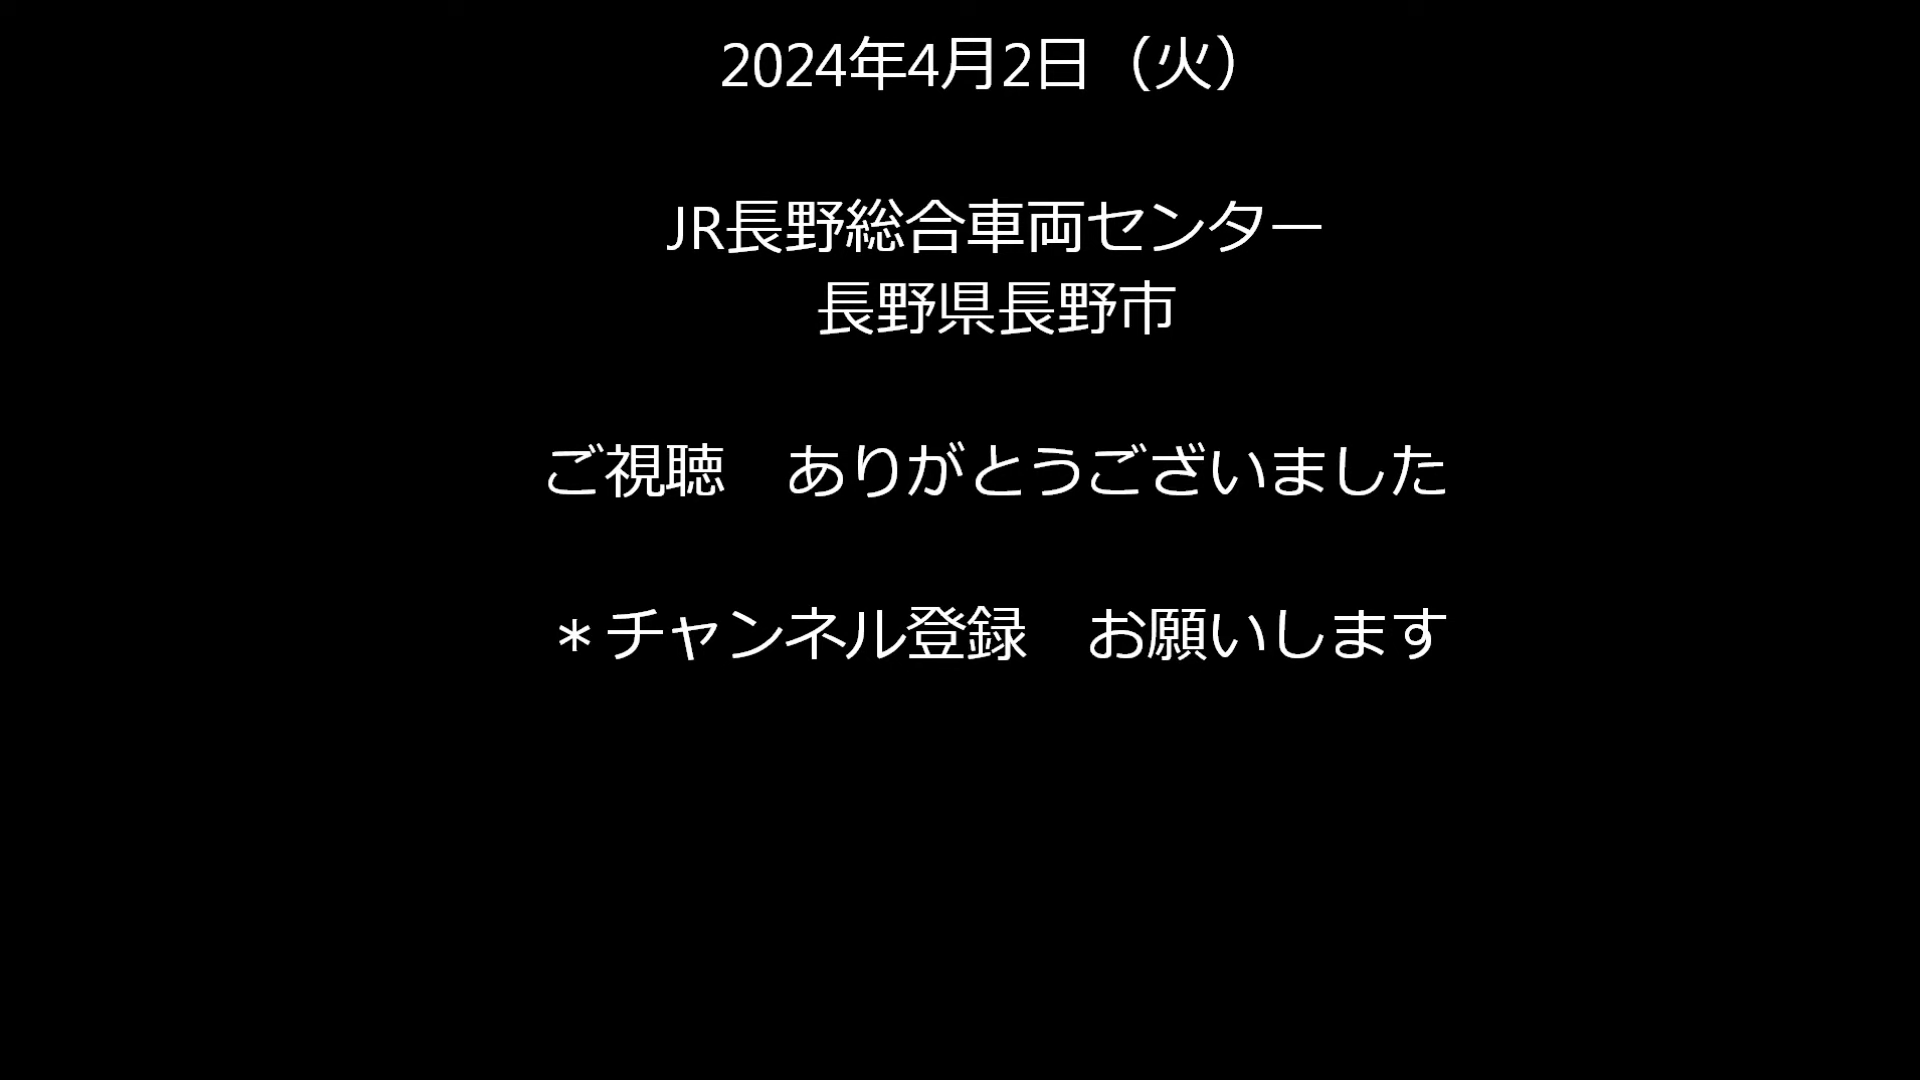 2024年4月2日（火）
JR長野総合車両センター
長野県長野市
ご視聴　ありがとうございました
＊チャンネル登録　お願いします